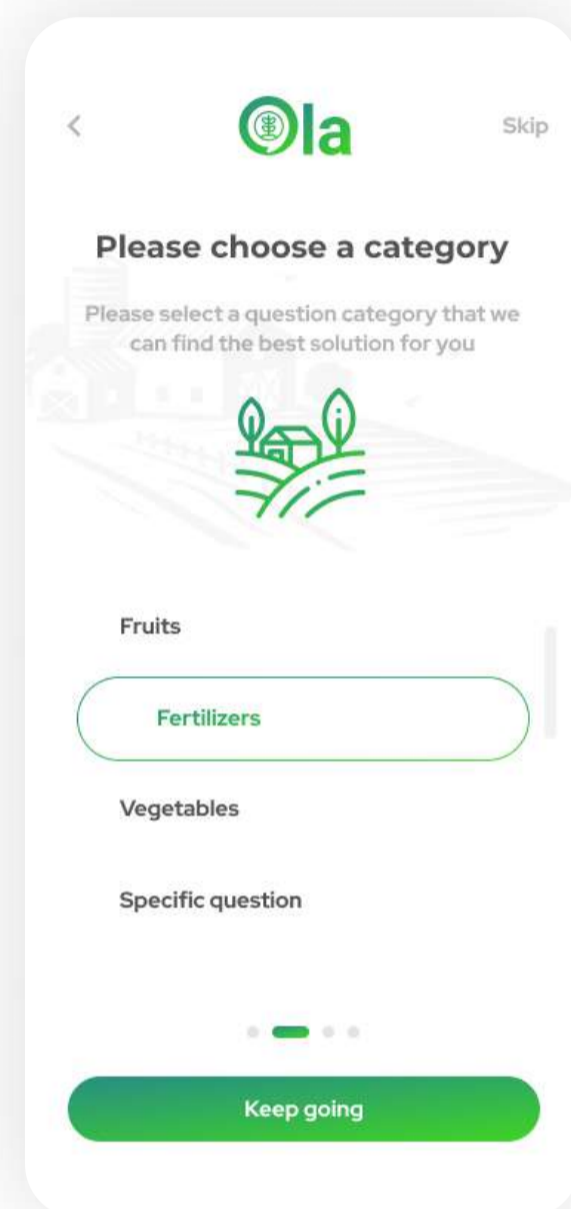 Ola
Skip
Please choose a category
Please select a question category that we
can find the best solution for you
Fruits
Fertilizers
Vegetables
Specific question
Keep going